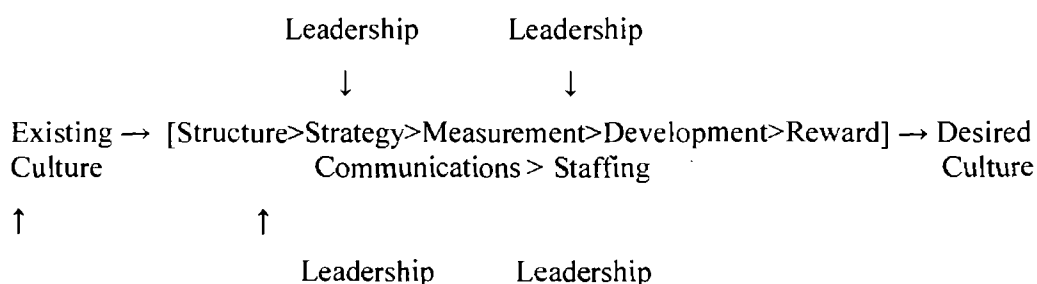 Leadership Leadership
↓ ↓
Existing → [Structure>Strategy>Measurement>Development>Reward] → Desired
Culture Communications > Staffing Culture
↑ ↑
Leadership Leadership